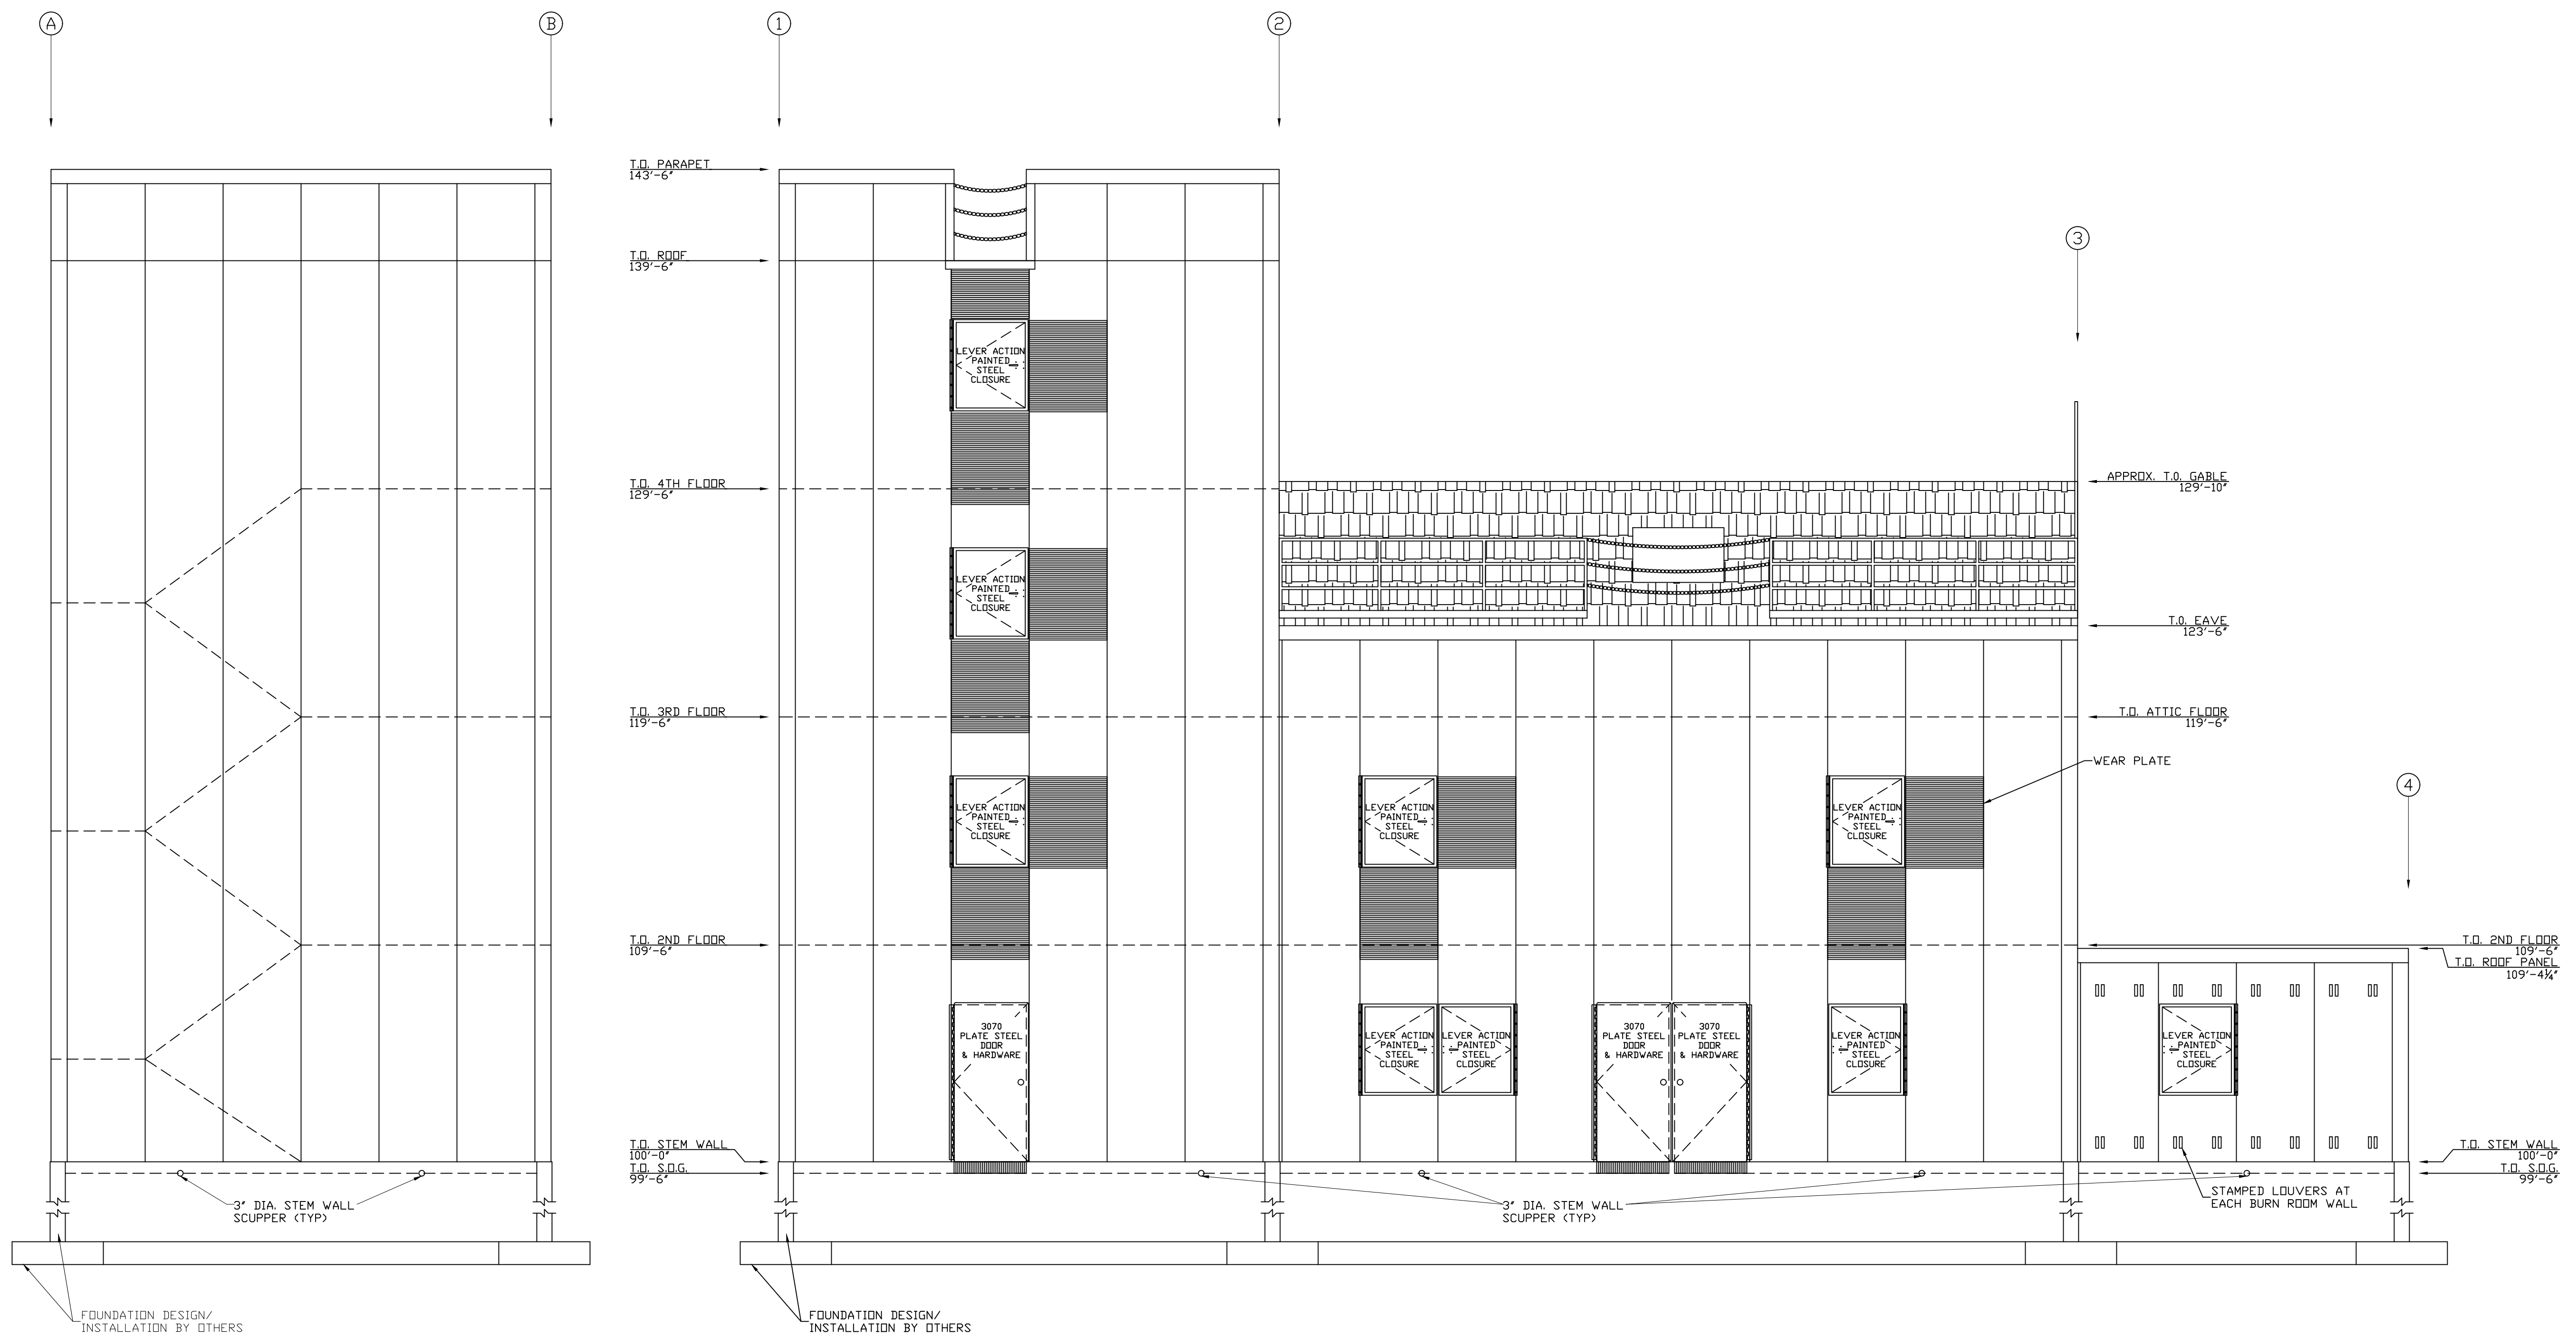 A
B
1
2
3
4
T.O. PARAPET
143'-6"
T.O. ROOF
139'-6"
T.O. 4TH FLOOR
129'-6"
T.O. 3RD FLOOR
119'-6"
T.O. 2ND FLOOR
109'-6"
T.O. STEM WALL
100'-0"
T.O. S.O.G.
99'-6"
LEVER ACTION
PAINTED
STEEL
CLOSURE
LEVER ACTION
PAINTED
STEEL
CLOSURE
LEVER ACTION
PAINTED
STEEL
CLOSURE
3070
PLATE STEEL
DOOR
& HARDWARE
LEVER ACTION
PAINTED
STEEL
CLOSURE
LEVER ACTION
PAINTED
STEEL
CLOSURE
LEVER ACTION
PAINTED
STEEL
CLOSURE
LEVER ACTION
PAINTED
STEEL
CLOSURE
3070
PLATE STEEL
DOOR
& HARDWARE
3070
PLATE STEEL
DOOR
& HARDWARE
LEVER ACTION
PAINTED
STEEL
CLOSURE
LEVER ACTION
PAINTED
STEEL
CLOSURE
APPROX. T.O. GABLE
129'-10"
T.O. EAVE
123'-6"
T.O. ATTIC FLOOR
119'-6"
WEAR PLATE
T.O. 2ND FLOOR
109'-6"
T.O. ROOF PANEL
109'-4¼"
T.O. STEM WALL
100'-0"
T.O. S.O.G.
99'-6"
STAMPED LOUVERS AT
EACH BURN ROOM WALL
3" DIA. STEM WALL
SCUPPER (TYP)
3" DIA. STEM WALL
SCUPPER (TYP)
FOUNDATION DESIGN/
INSTALLATION BY OTHERS
FOUNDATION DESIGN/
INSTALLATION BY OTHERS